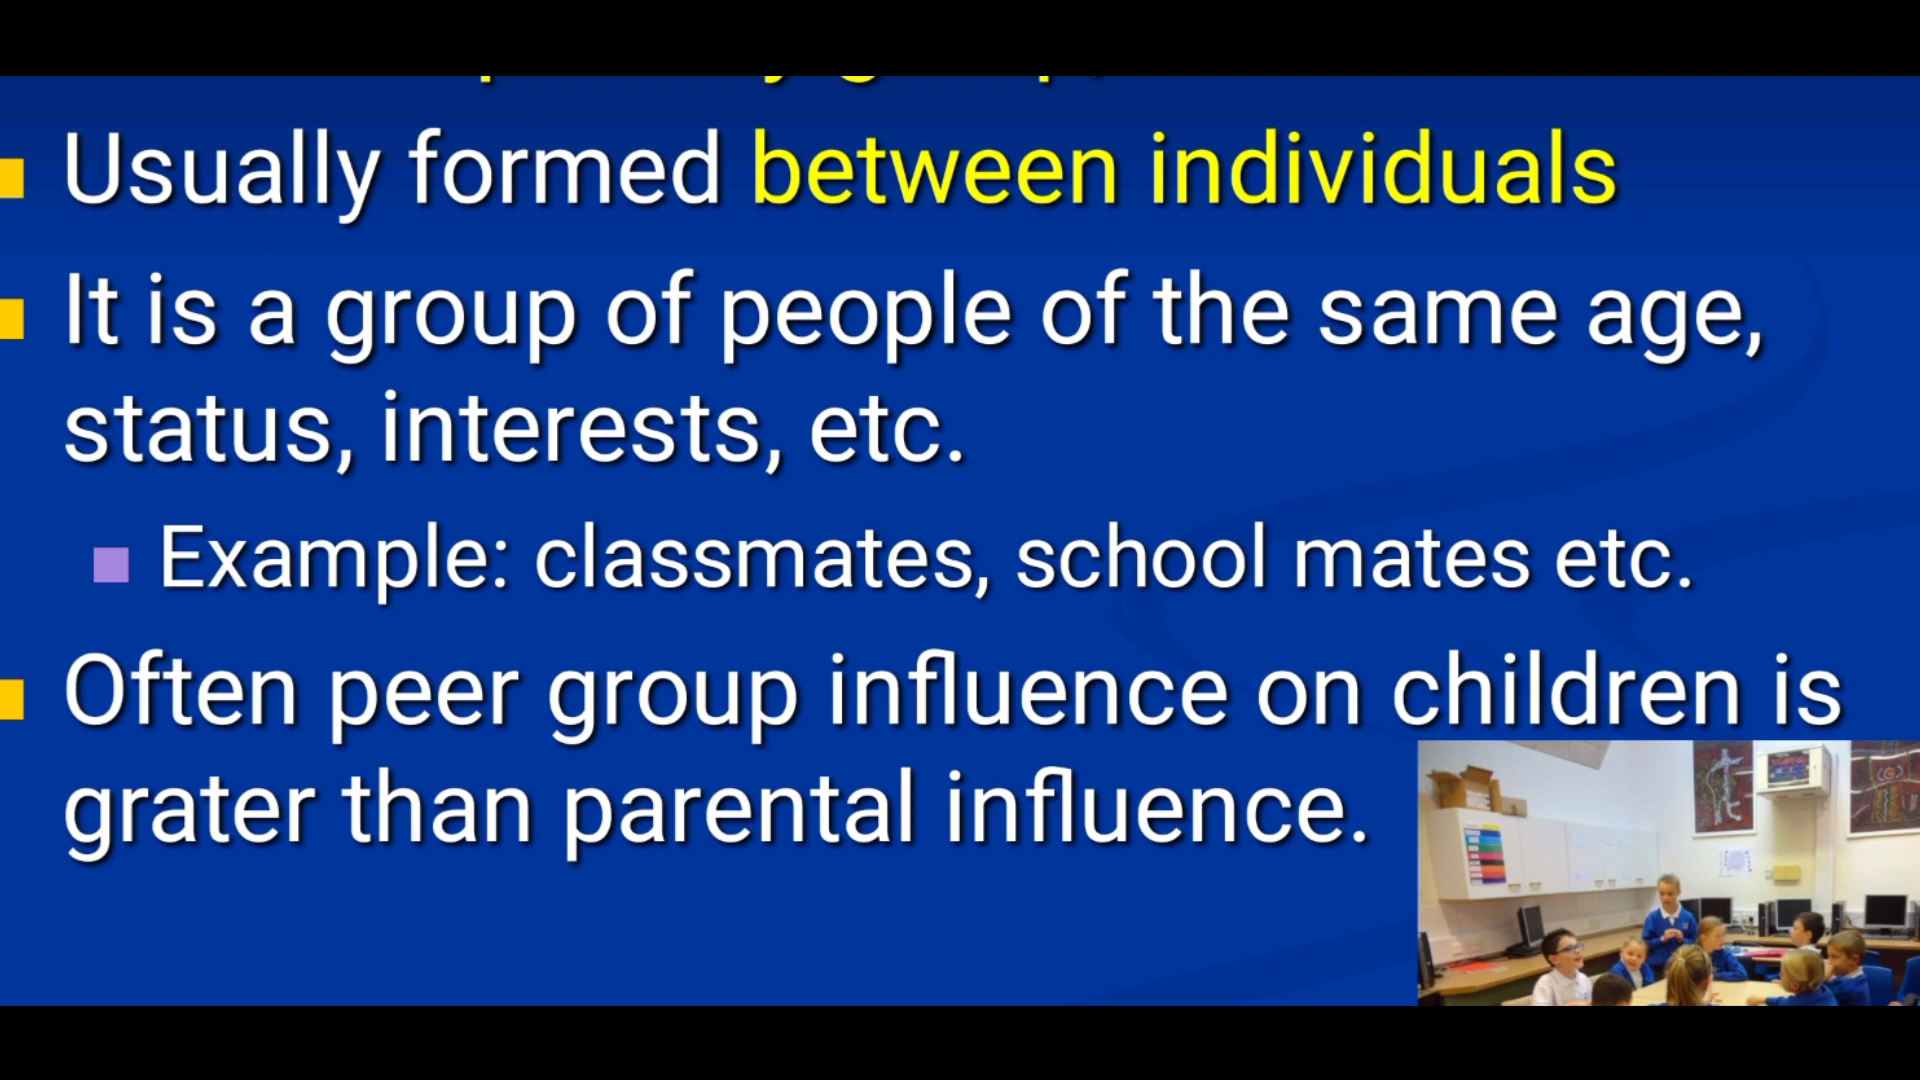 Usually formed between individuals
It is a group of people of the same age,
status, interests, etc.
Example: classmates, school mates etc.
Often peer group influence on children is
grater than parental influence.